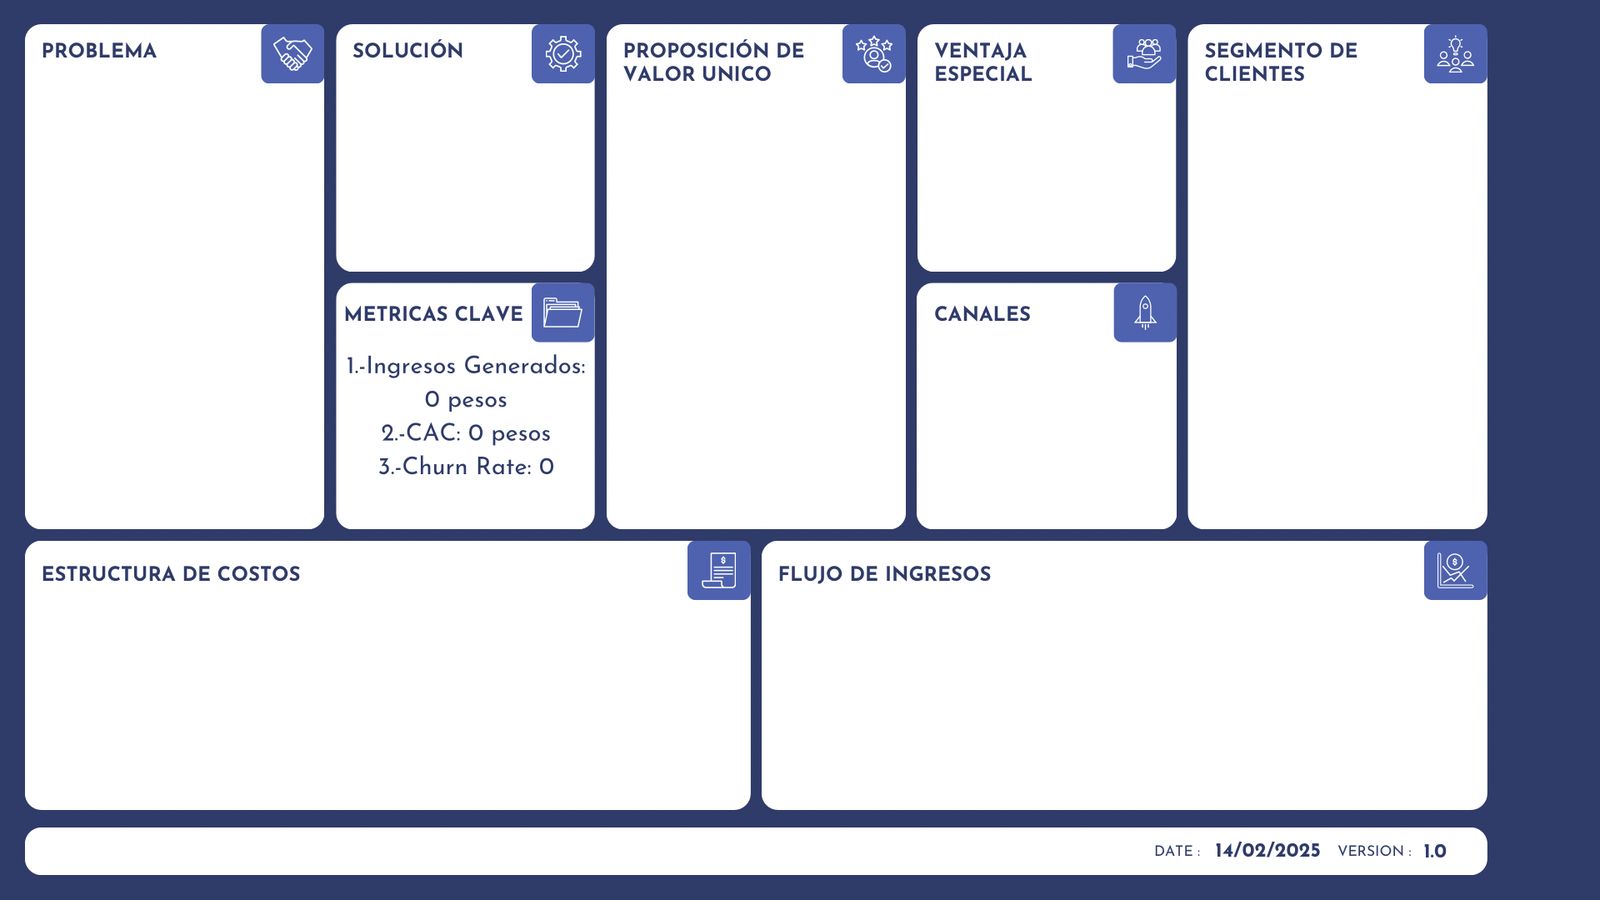 PROBLEMA
SOLUCIÓN
PROPOSICIÓN DE
VALOR UNICO
VENTAJA
ESPECIAL
SEGMENTO DE
CLIENTES
METRICAS CLAVE
1.-Ingresos Generados:
0 pesos
2.-CAC: 0 pesos
3.-Churn Rate: 0
CANALES
ESTRUCTURA DE COSTOS
FLUJO DE INGRESOS
DATE : 14/02/2025 VERSION : 1.0